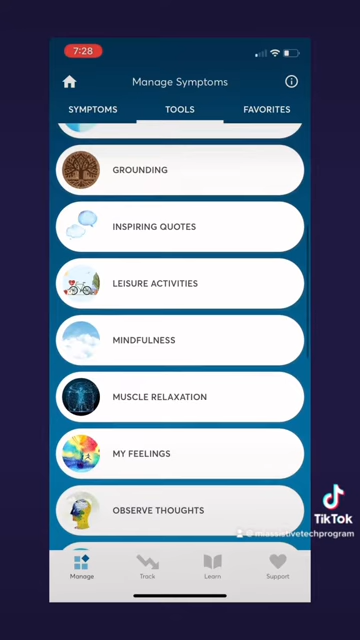 7:28
Manage Symptoms
SYMPTOMS TOOLS FAVORITES
GROUNDING
INSPIRING QUOTES
LEISURE ACTIVITIES
MINDFULNESS
MUSCLE RELAXATION
MY FEELINGS
OBSERVE THOUGHTS
TikTok
Manage Track Learn Support